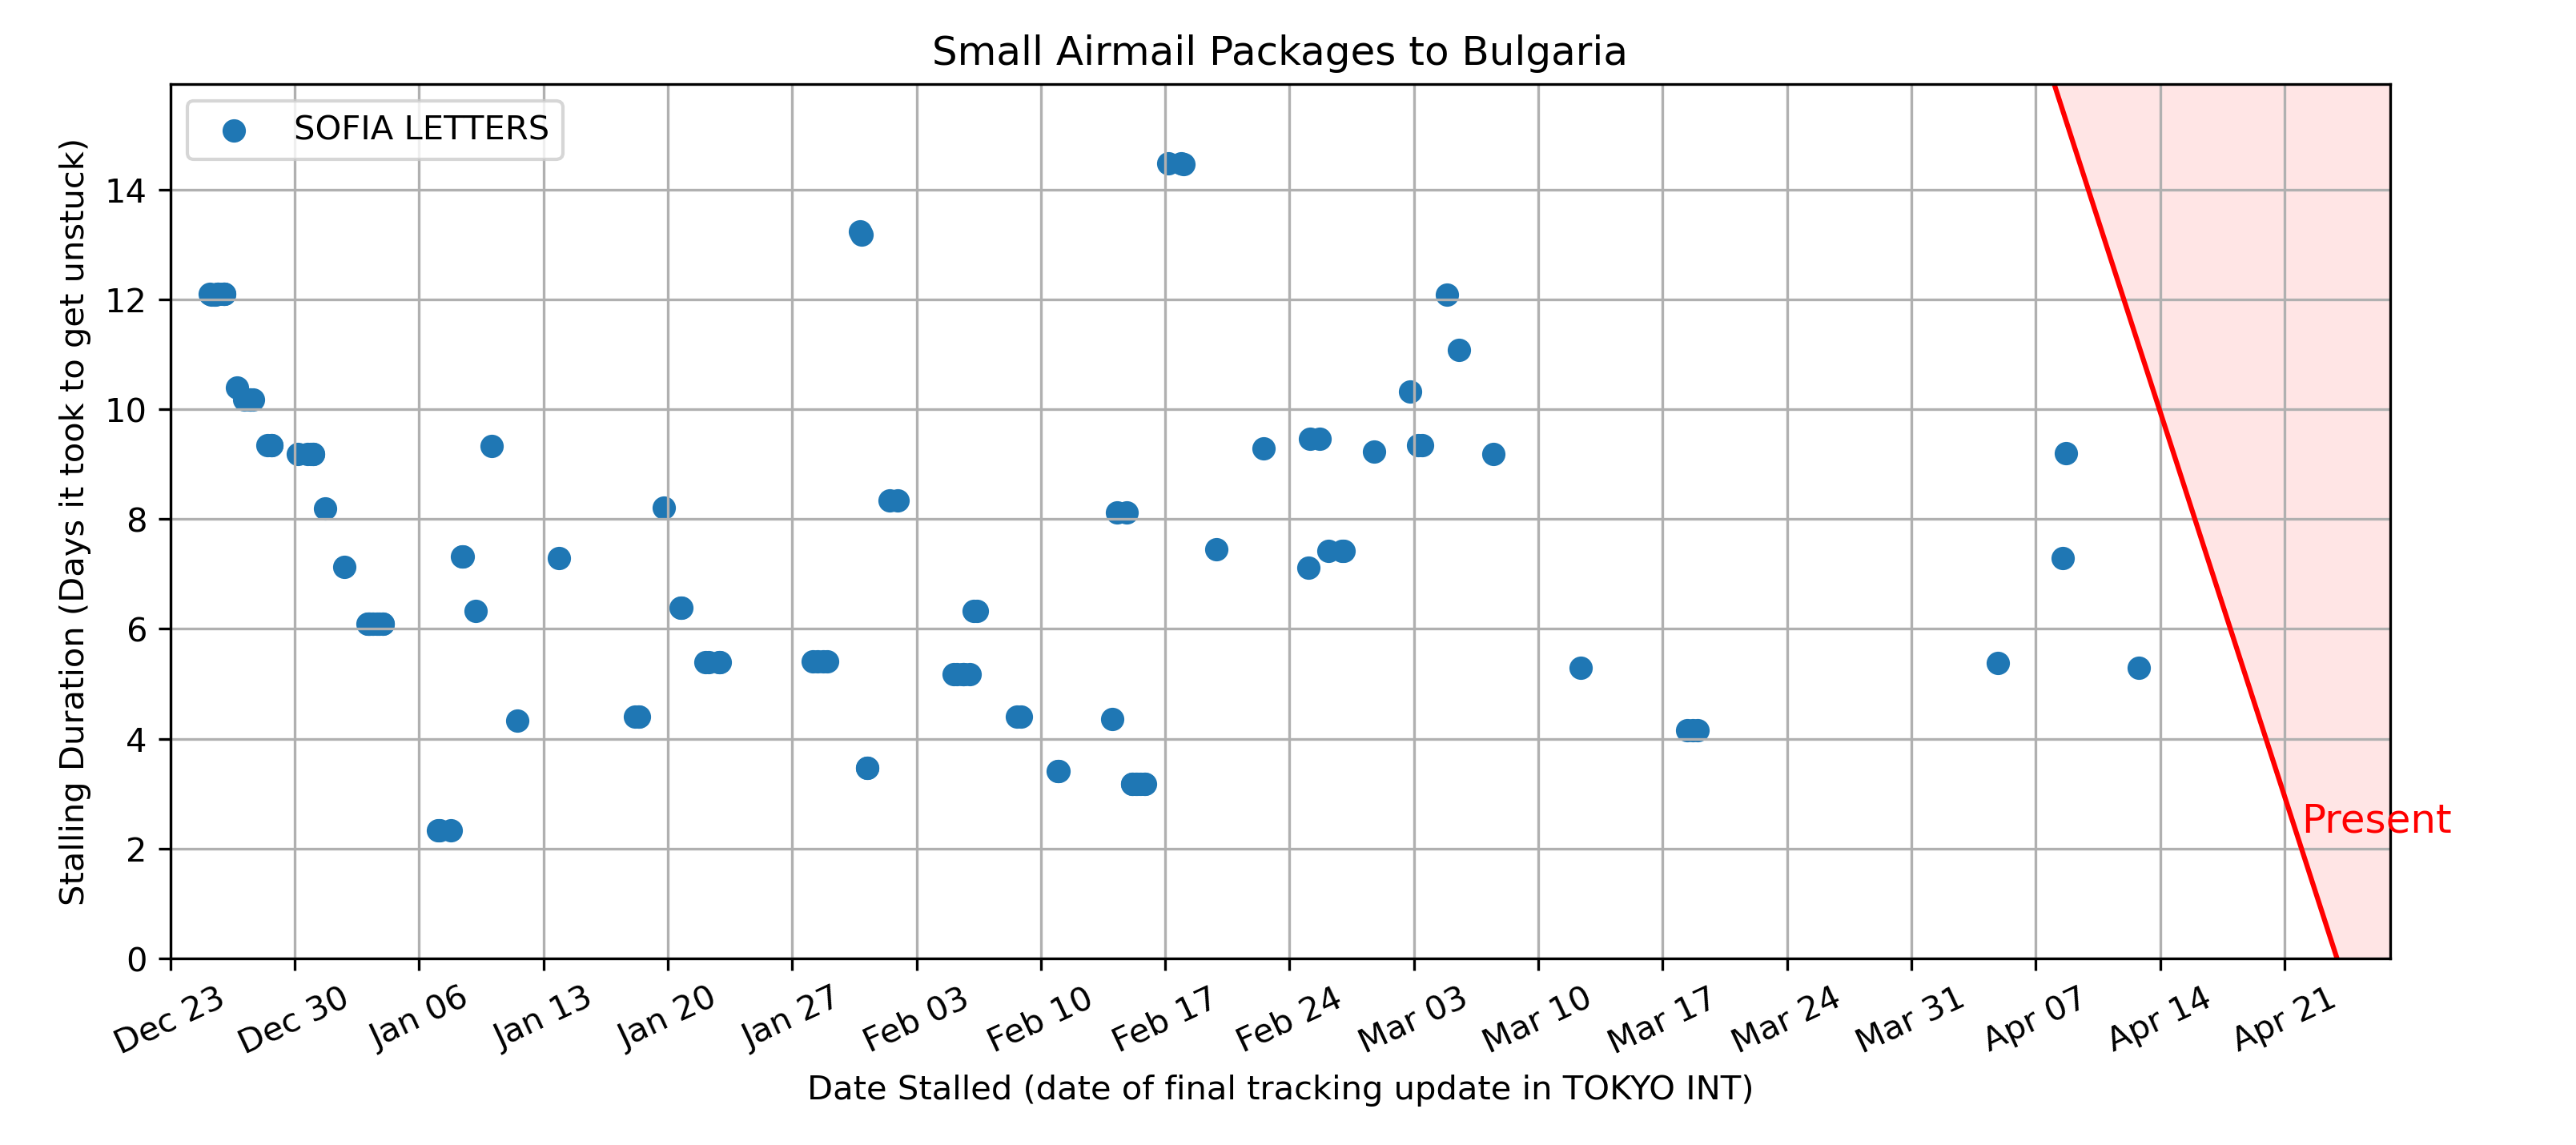 Small Airmail Packages to Bulgaria
SOFIA LETTERS
Stalling Duration (Days it took to get unstuck)
14
12
10
8
6
4
2
0
Present
Dec 23
Dec 30
Jan 06
Jan 13
Jan 20
Jan 27
Feb 03
Feb 10
Feb 17
Feb 24
Mar 03
Mar 10
Mar 17
Mar 24
Mar 31
Apr 07
Apr 14
Apr 21
Date Stalled (date of final tracking update in TOKYO INT)